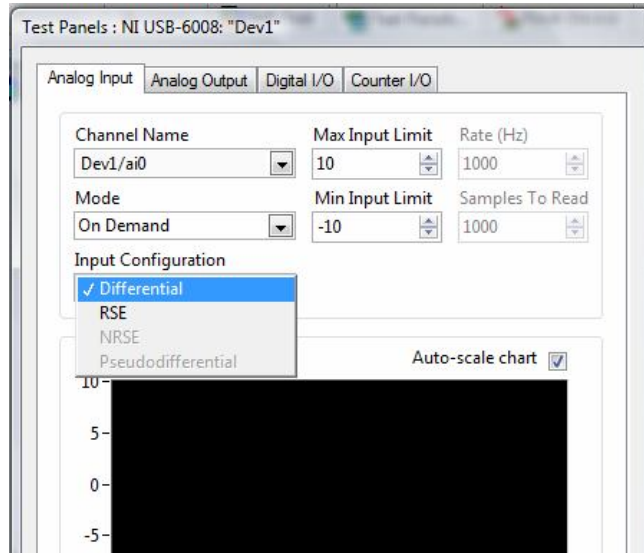 Test Panels : NI USB-6008: "Dev1"
Analog Input Analog Output Digital I/O Counter I/O
Channel Name Max Input Limit Rate (Hz)
Dev1/ai0 10 1000
Mode Min Input Limit Samples To Read
On Demand -10 1000
Input Configuration
✓ Differential
RSE
NRSE
Pseudodifferential
Auto-scale chart
10-
5-
0-
-5-